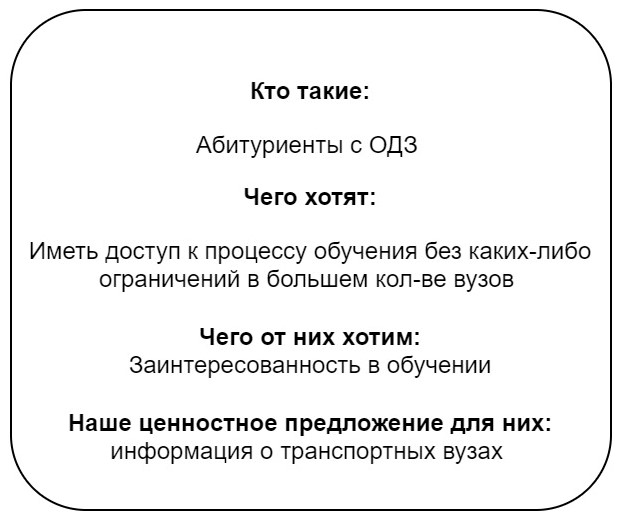 Кто такие:
Абитуриенты с ОДЗ
Чего хотят:
Иметь доступ к процессу обучения без каких-либо
ограничений в большем кол-ве вузов
Чего от них хотим:
Заинтересованность в обучении
Наше ценностное предложение для них:
информация о транспортных вузах